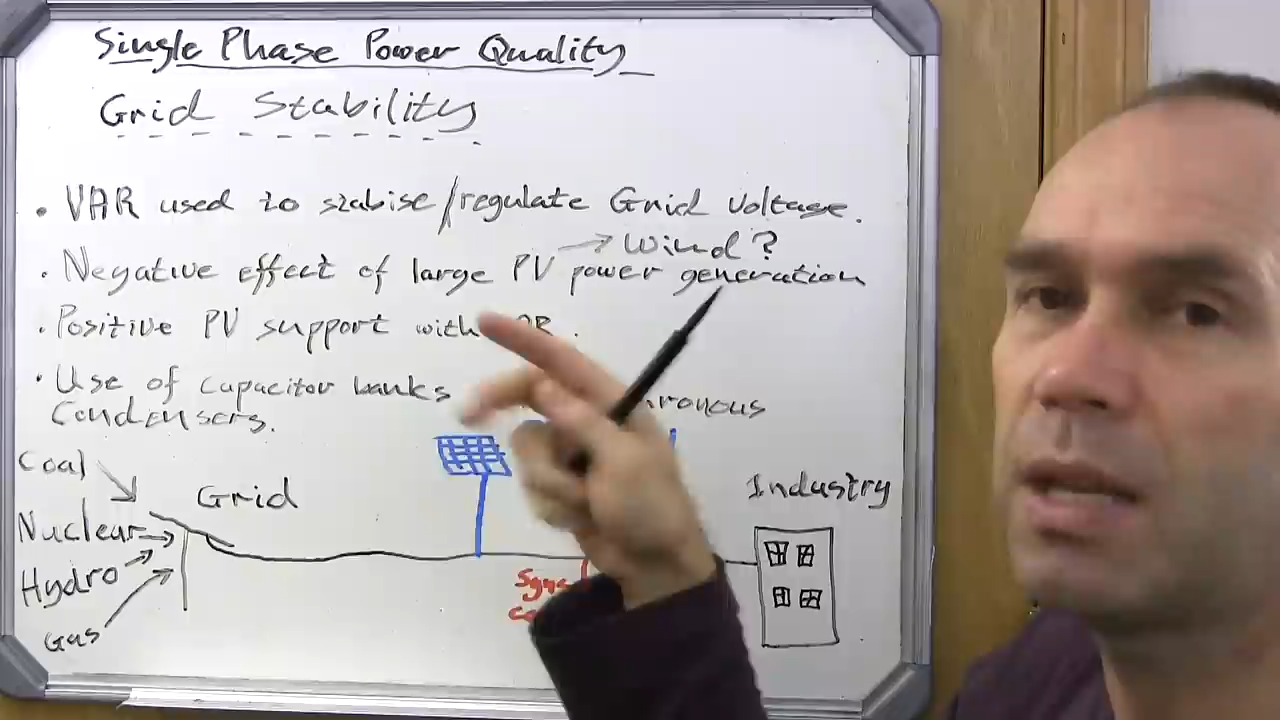 Single Phase Power Quality
Grid Stability
• VAR used to stabise/regulate Grid Voltage.
→ Wind?
• Negative effect of large PV power generation
• Positive PV support with
• Use of capacitor banks
Condensers.
Coal
Grid
Industry
Nuclear
Hydro
Gas